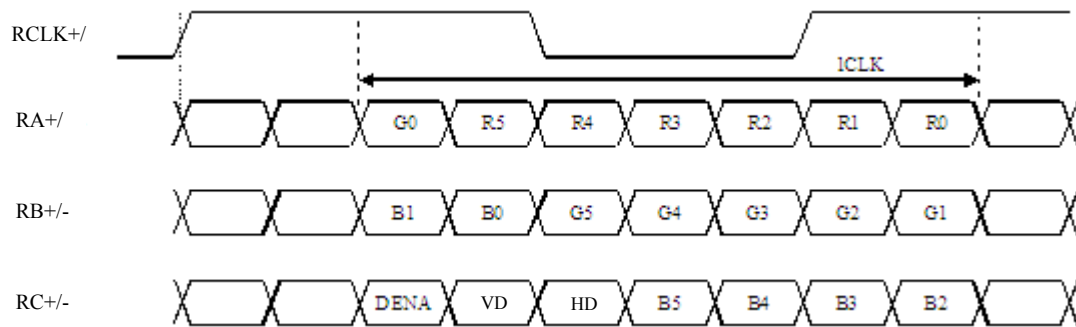 RCLK+/
1CLK
RA+/ G0 R5 R4 R3 R2 R1 R0
RB+/- B1 B0 G5 G4 G3 G2 G1
RC+/- DENA VD HD B5 B4 B3 B2